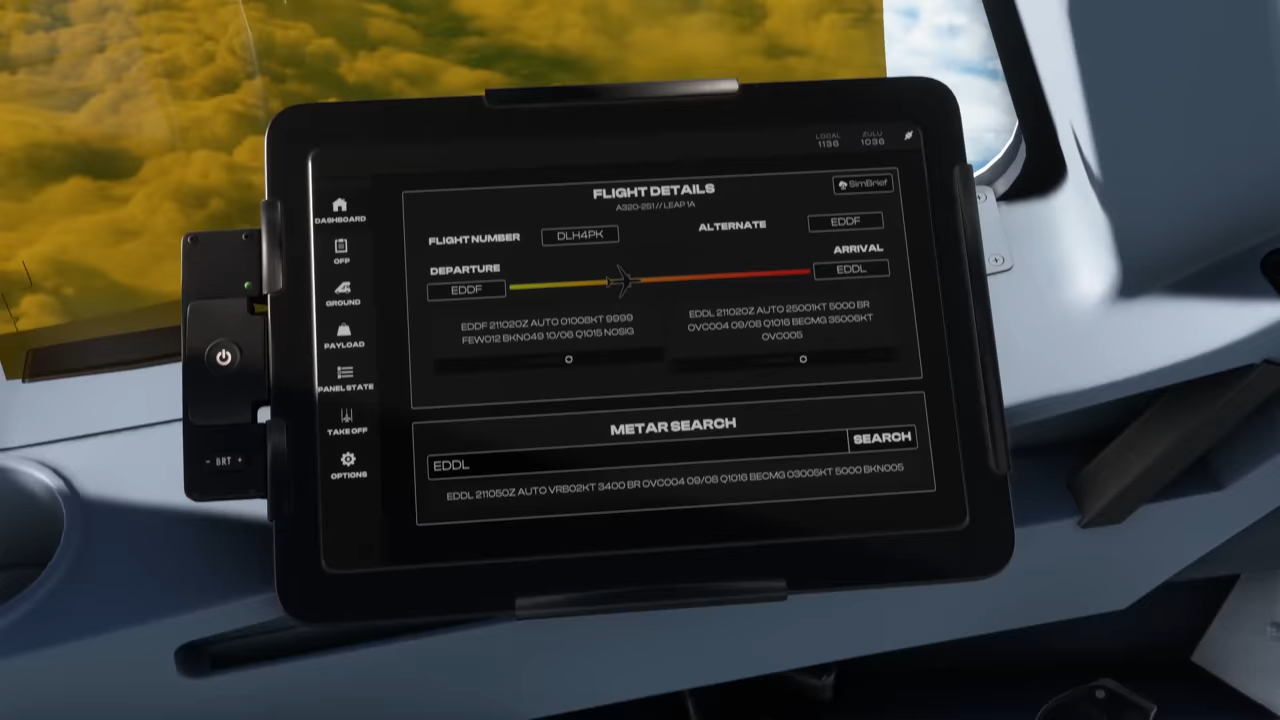 LOCAL
1136
ZULU
1036
DASHBOARD
OFP
GROUND
PAYLOAD
PANEL STATE
TAKE OFF
OPTIONS
FLIGHT DETAILS
SimBrief
A320-251 // LEAP 1A
FLIGHT NUMBER
DLH4PK
ALTERNATE
EDDF
DEPARTURE
EDDF
ARRIVAL
EDDL
EDDF 211020Z AUTO 01008KT 9999
FEW012 BKN049 10/06 Q1015 NOSIG
EDDL 211020Z AUTO 25001KT 5000 BR
OVC004 09/08 Q1016 BECMG 35006KT
OVC005
METAR SEARCH
EDDL
SEARCH
EDDL 211050Z AUTO VRB02KT 3400 BR OVC004 09/08 Q1016 BECMG 03005KT 5000 BKN005
- BRT +